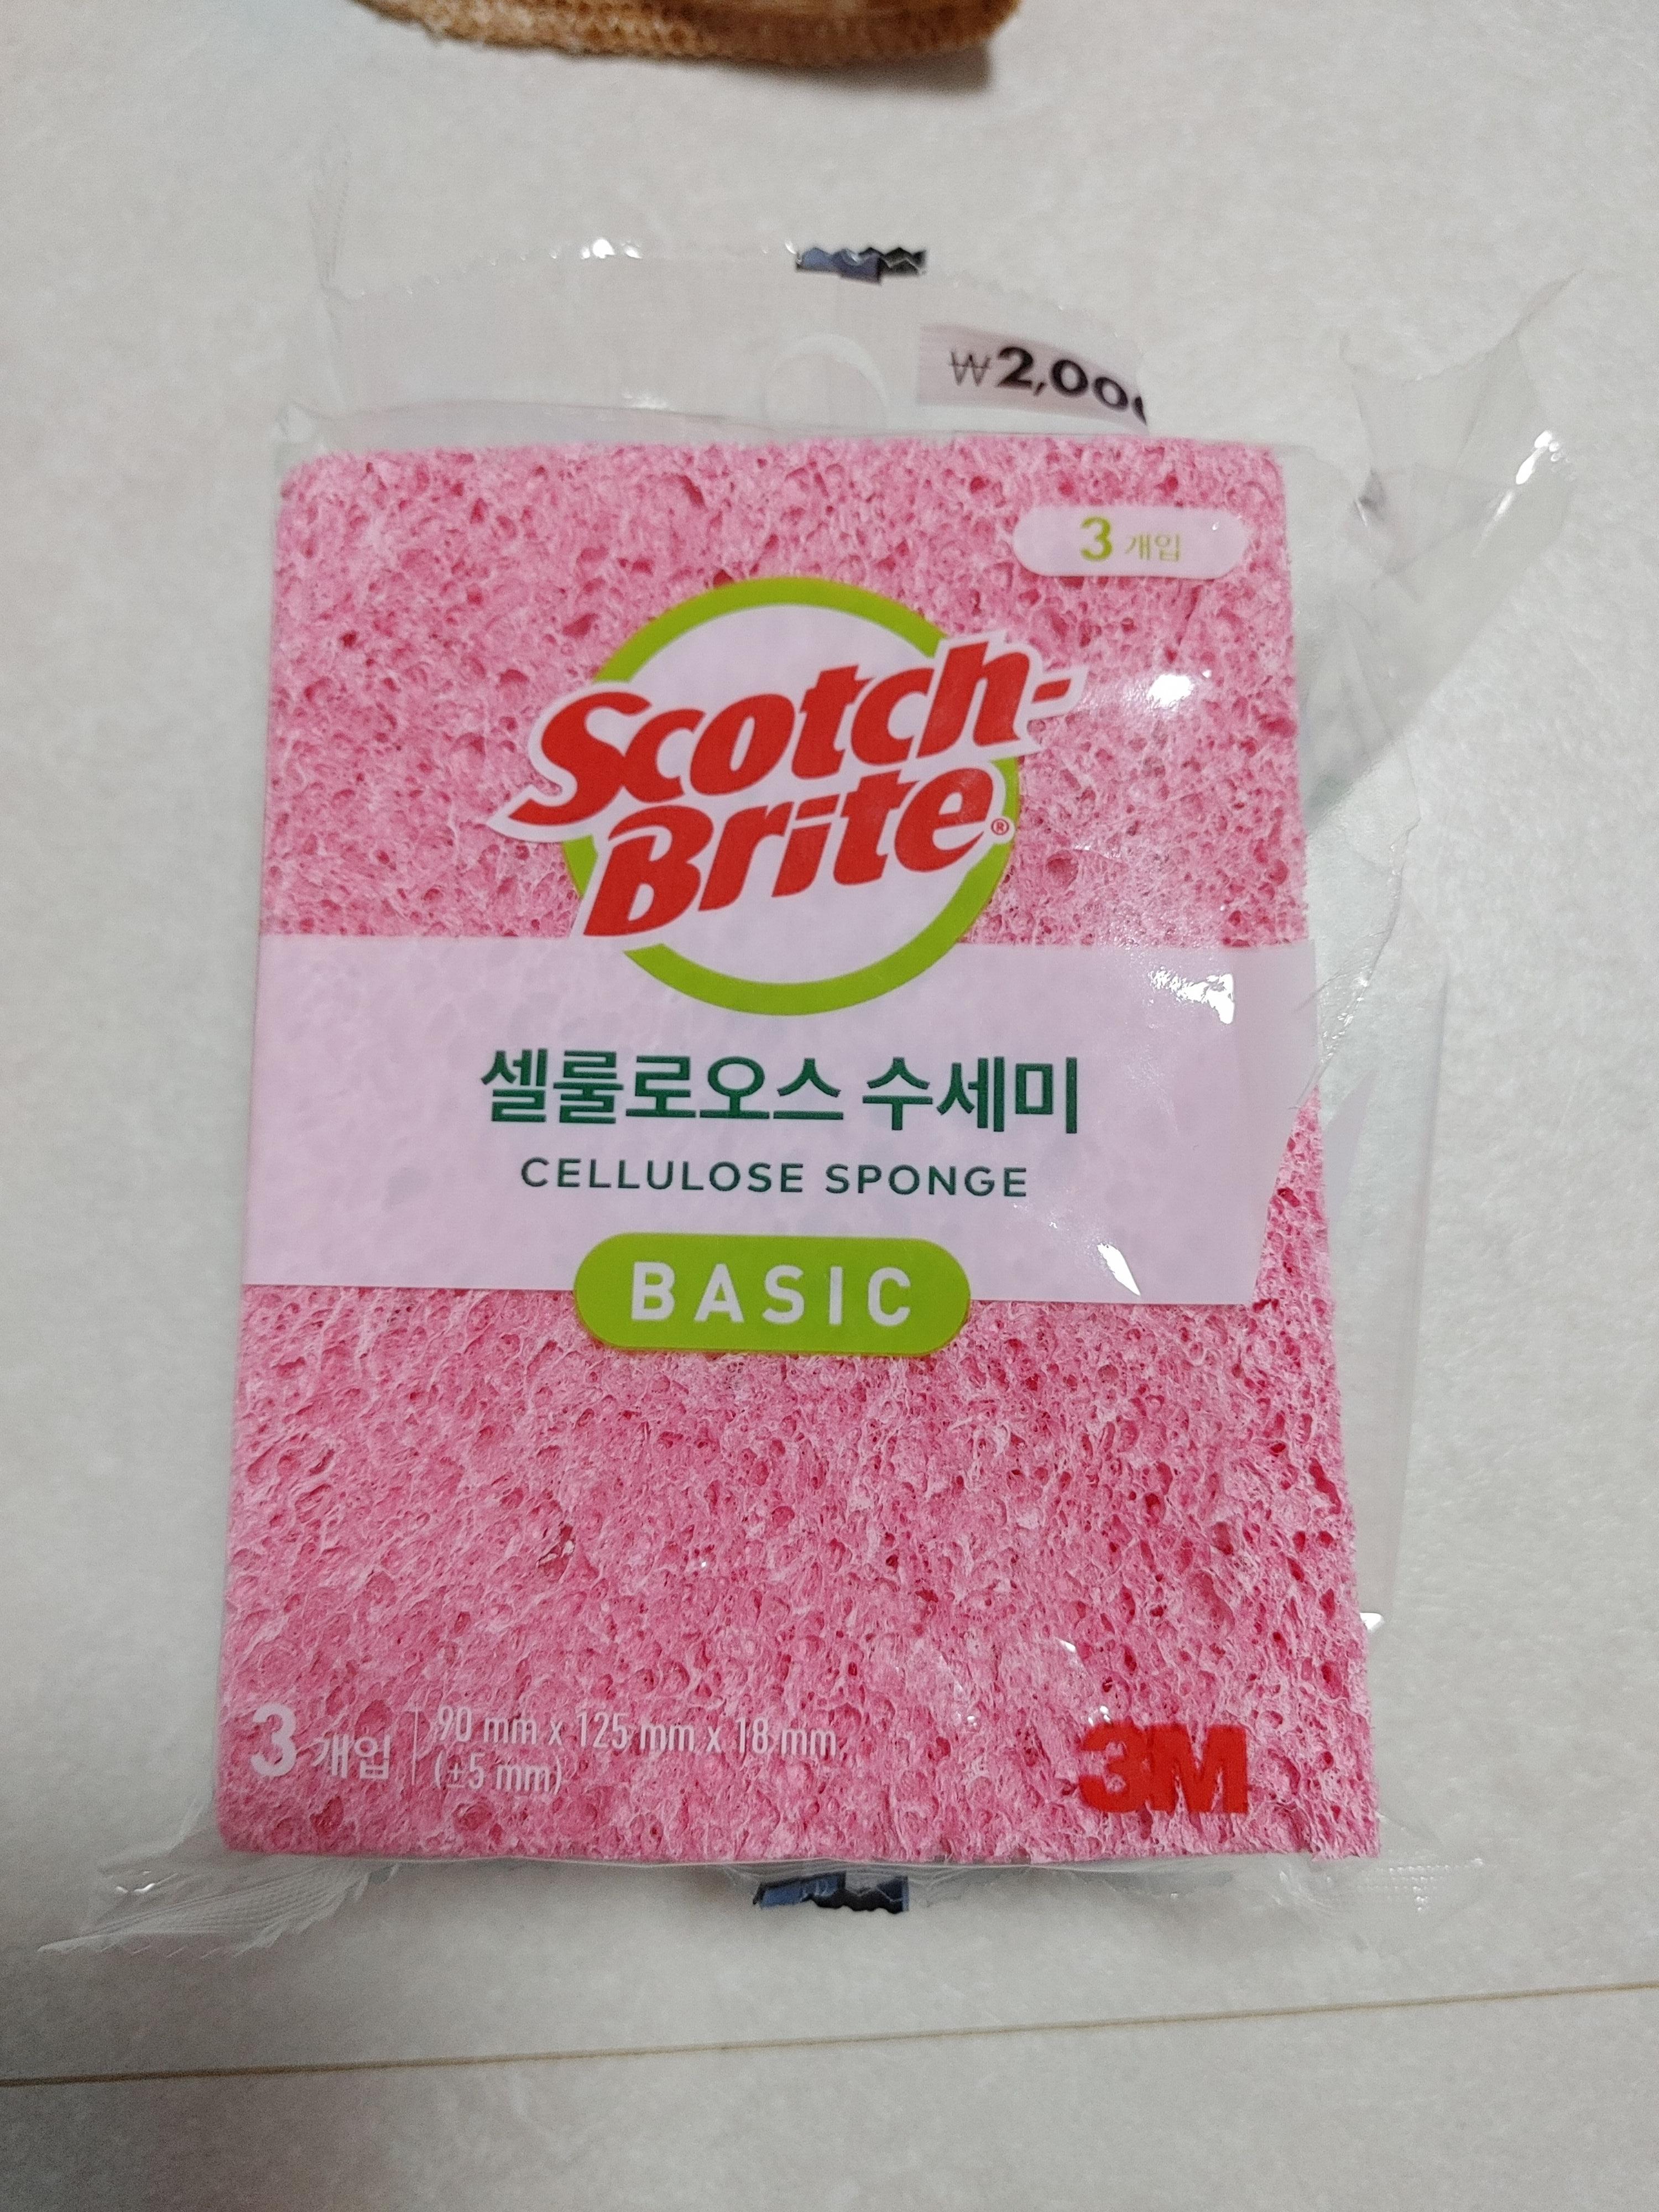 ₩2,00
3 개입
Scotch-
Brite®
셀룰로오스 수세미
CELLULOSE SPONGE
BASIC
3 개입
90 mm x 125 mm x 18 mm
(±5 mm)
3M